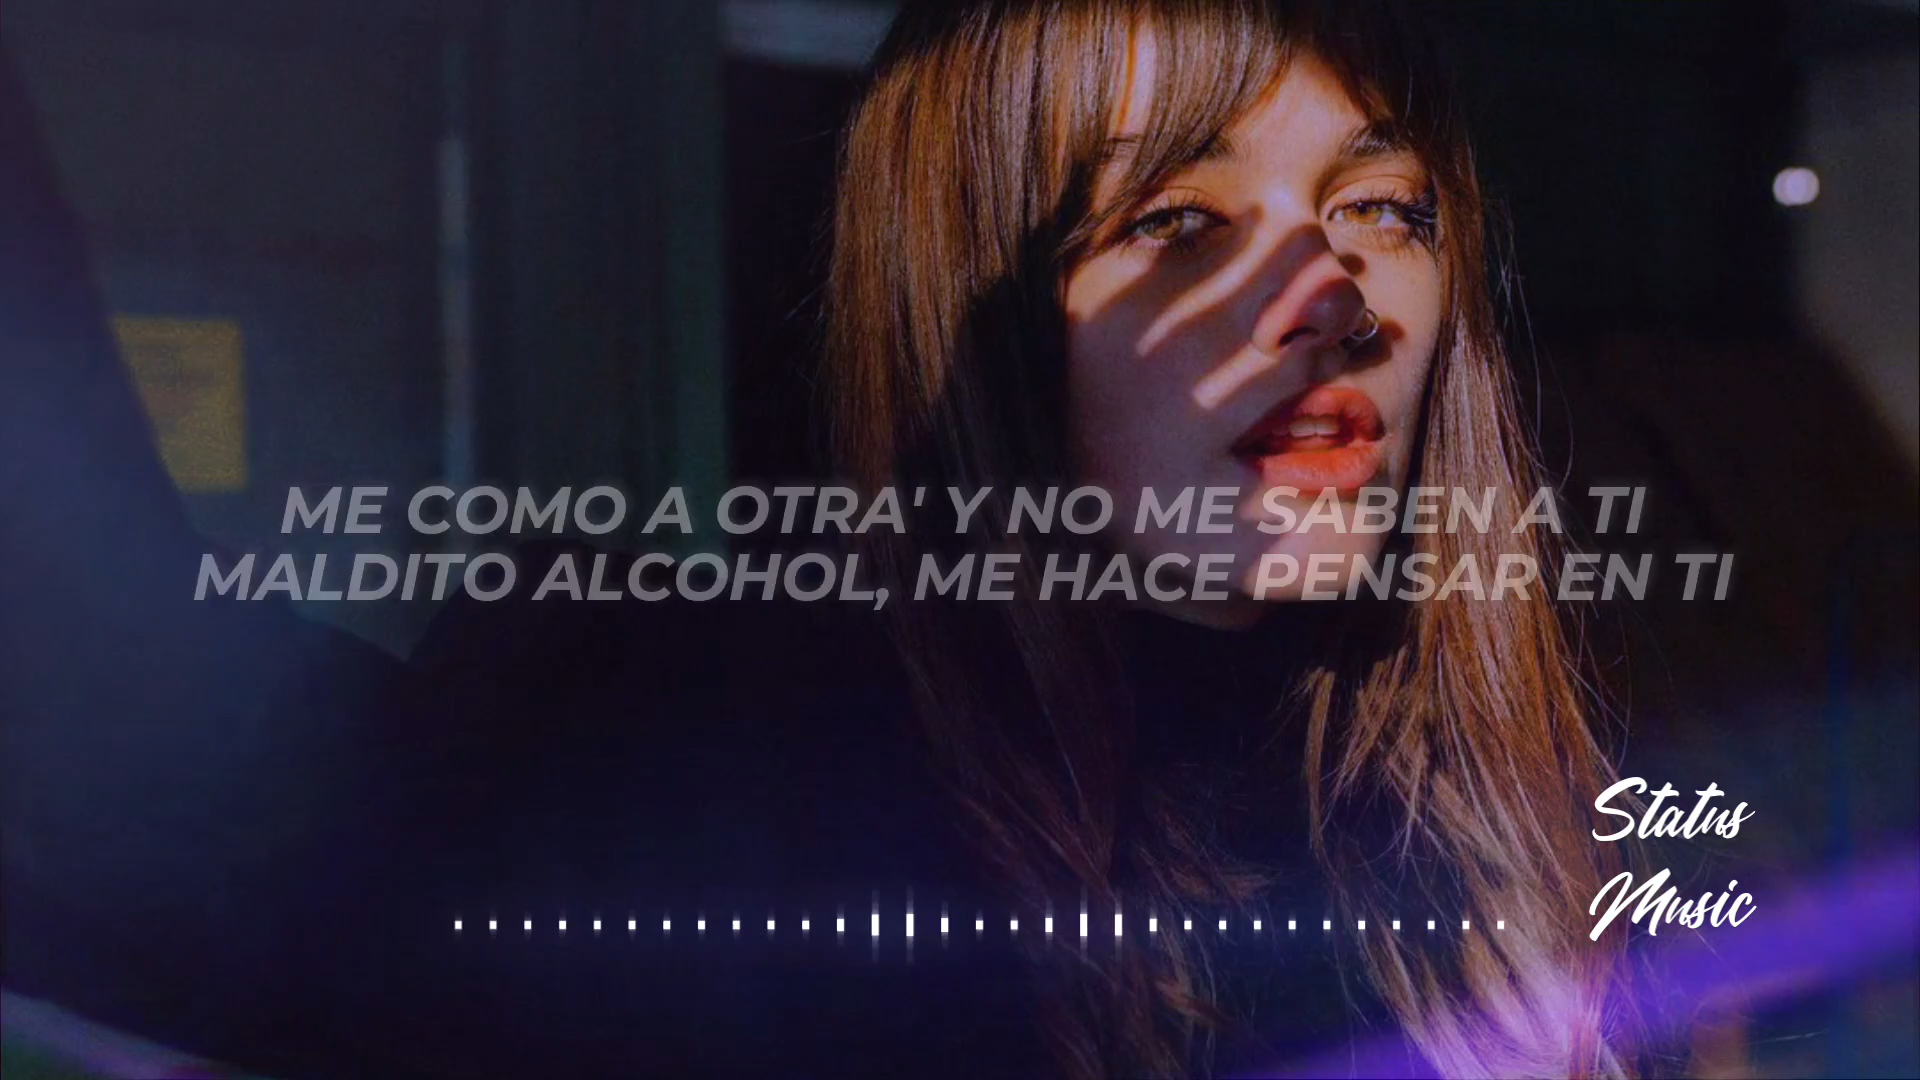 ME COMO A OTRA' Y NO ME SABEN A TI
MALDITO ALCOHOL, ME HACE PENSAR EN TI
Status
Music